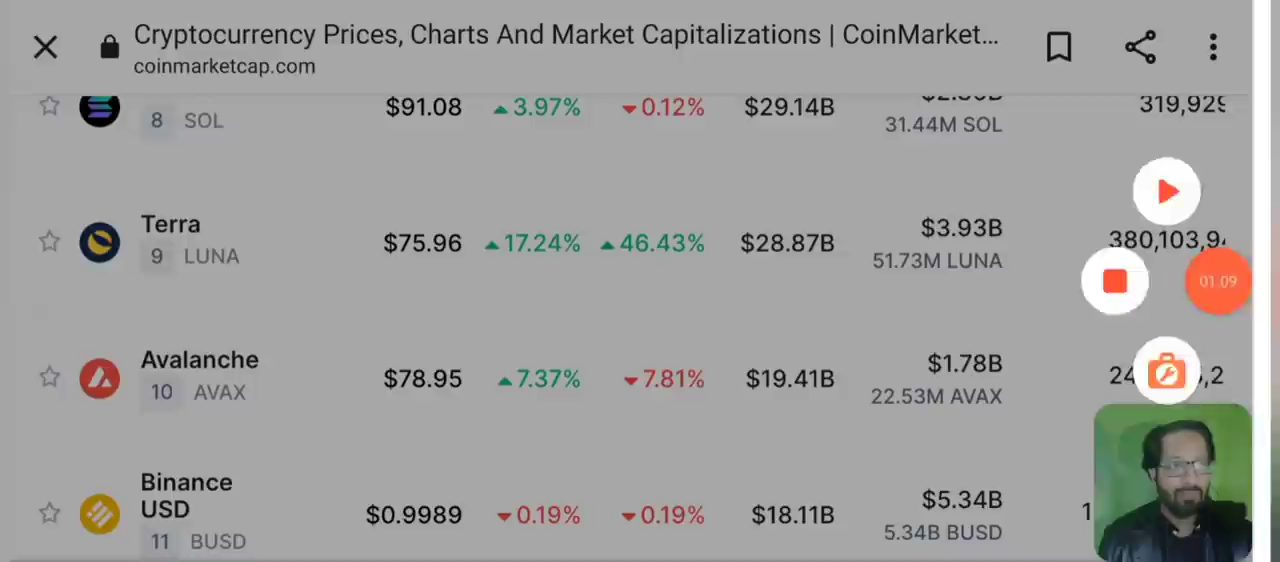 Cryptocurrency Prices, Charts And Market Capitalizations | CoinMarket...
coinmarketcap.com
$91.08 3.97% 0.12% $29.14B
8 SOL 31.44M SOL
Terra
9 LUNA $75.96 17.24% 46.43% $28.87B $3.93B
51.73M LUNA
01:09
Avalanche
10 AVAX $78.95 7.37% 7.81% $19.41B $1.78B
22.53M AVAX
Binance
USD
11 BUSD $0.9989 0.19% 0.19% $18.11B $5.34B
5.34B BUSD